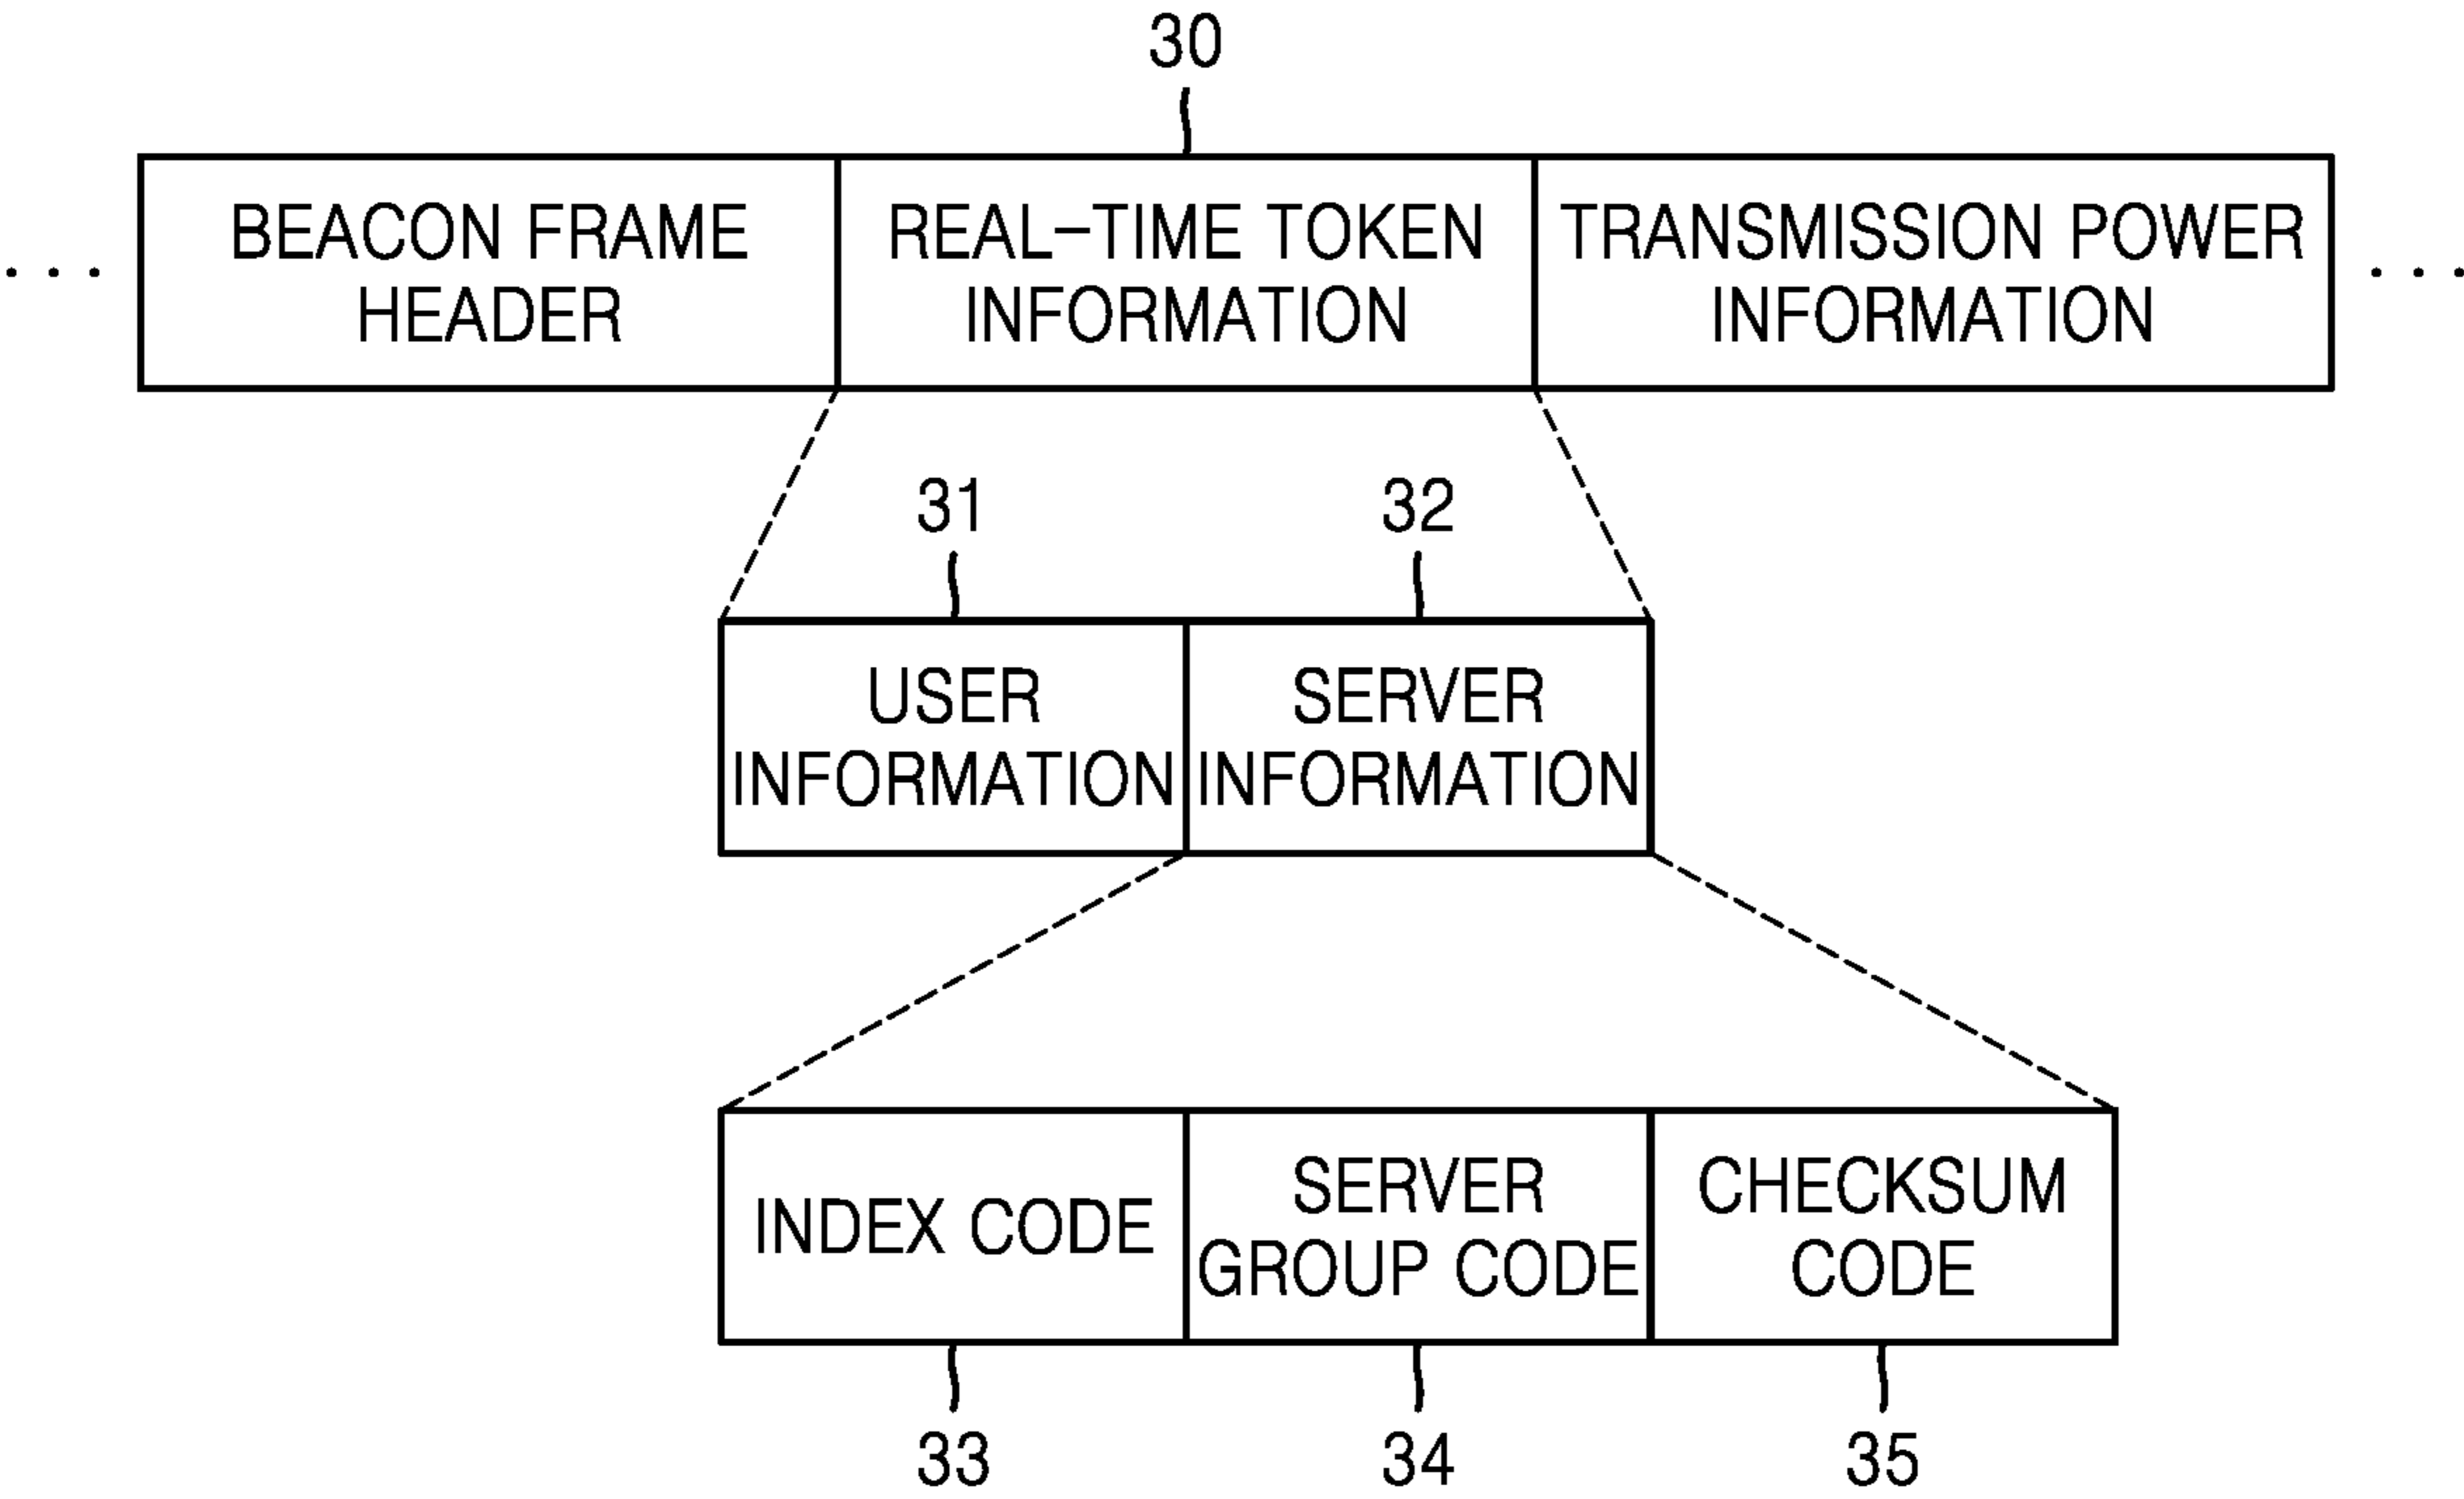 30
BEACON FRAME
HEADER
REAL-TIME TOKEN
INFORMATION
TRANSMISSION POWER
INFORMATION
. . .
. . .
31
32
USER
INFORMATION
SERVER
INFORMATION
INDEX CODE
SERVER
GROUP CODE
CHECKSUM
CODE
33
34
35